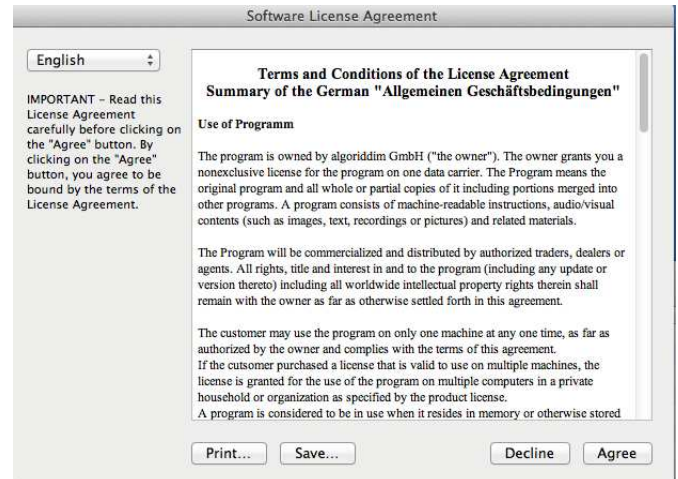 Software License Agreement
English
IMPORTANT – Read this
License Agreement
carefully before clicking on
the "Agree" button. By
clicking on the "Agree"
button, you agree to be
bound by the terms of the
License Agreement.
Terms and Conditions of the License Agreement
Summary of the German "Allgemeinen Geschäftsbedingungen"
Use of Programm
The program is owned by algoriddim GmbH ("the owner"). The owner grants you a
nonexclusive license for the program on one data carrier. The Program means the
original program and all whole or partial copies of it including portions merged into
other programs. A program consists of machine-readable instructions, audio/visual
contents (such as images, text, recordings or pictures) and related materials.
The Program will be commercialized and distributed by authorized traders, dealers or
agents. All rights, title and interest in and to the program (including any update or
version thereto) including all worldwide intellectual property rights therein shall
remain with the owner as far as otherwise settled forth in this agreement.
The customer may use the program on only one machine at any one time, as far as
authorized by the owner and complies with the terms of this agreement.
If the cutsomer purchased a license that is valid to use on multiple machines, the
license is granted for the use of the program on multiple computers in a private
household or organization as specified by the product license.
A program is considered to be in use when it resides in memory or otherwise stored
Print...
Save...
Decline
Agree